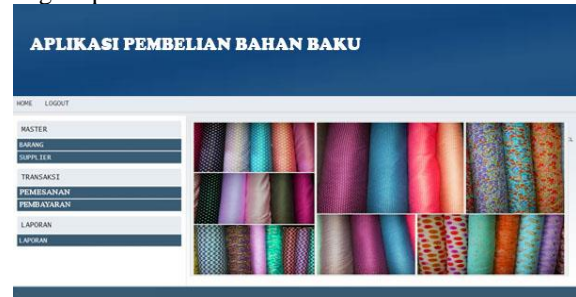 APLIKASI PEMBELIAN BAHAN BAKU
HOME LOGOUT
MASTER
BARANG
SUPPLIER
TRANSAKSI
PEMESANAN
PEMBAYARAN
LAPORAN
LAPORAN